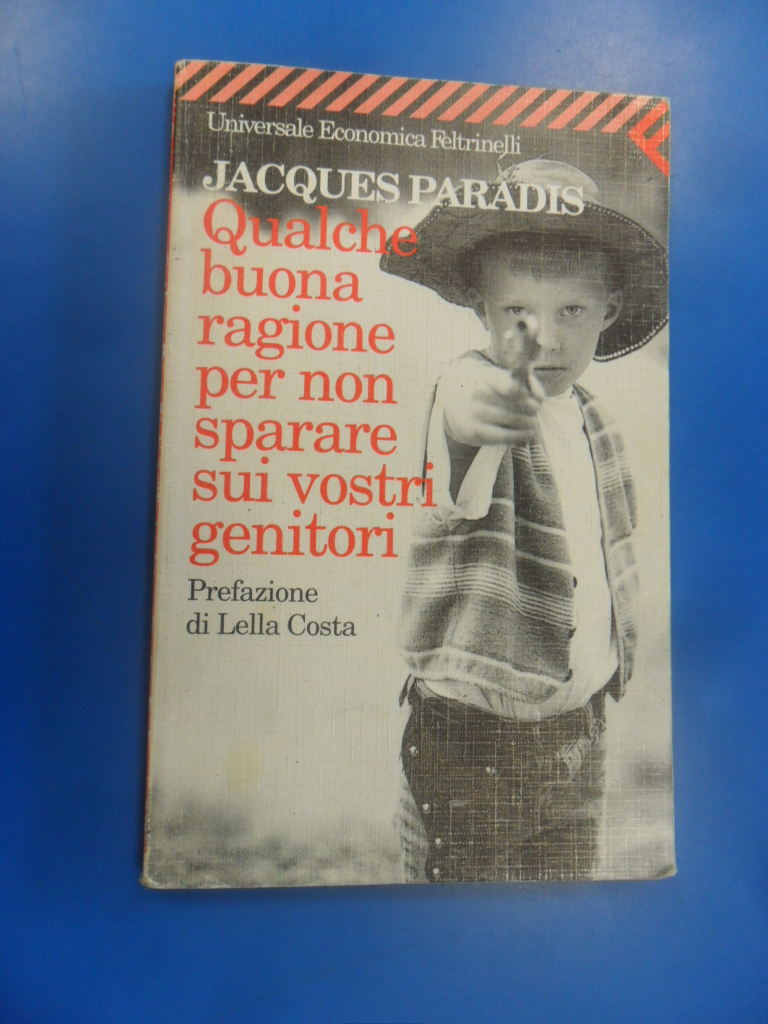 Universale Economica Feltrinelli
JACQUES PARADIS
Qualche
buona
ragione
per non
sparare
sui vostri
genitori
Prefazione
di Lella Costa